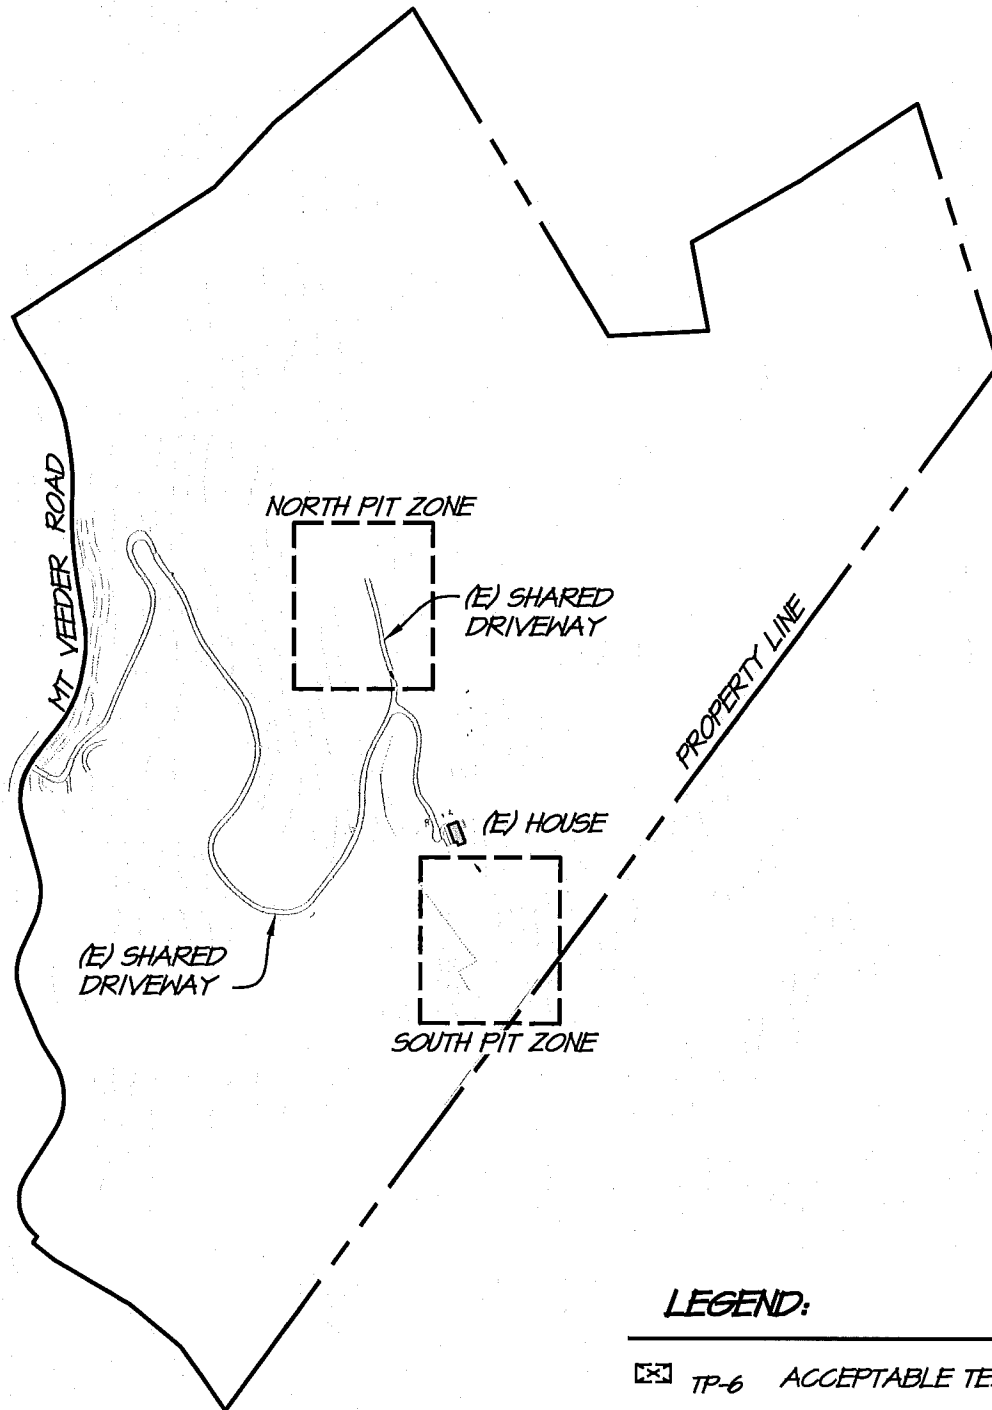 NORTH PIT ZONE
MT VEEDER ROAD
(E) SHARED
DRIVEWAY
PROPERTY LINE
(E) HOUSE
(E) SHARED
DRIVEWAY
SOUTH PIT ZONE
LEGEND:
TP-6 ACCEPTABLE TE